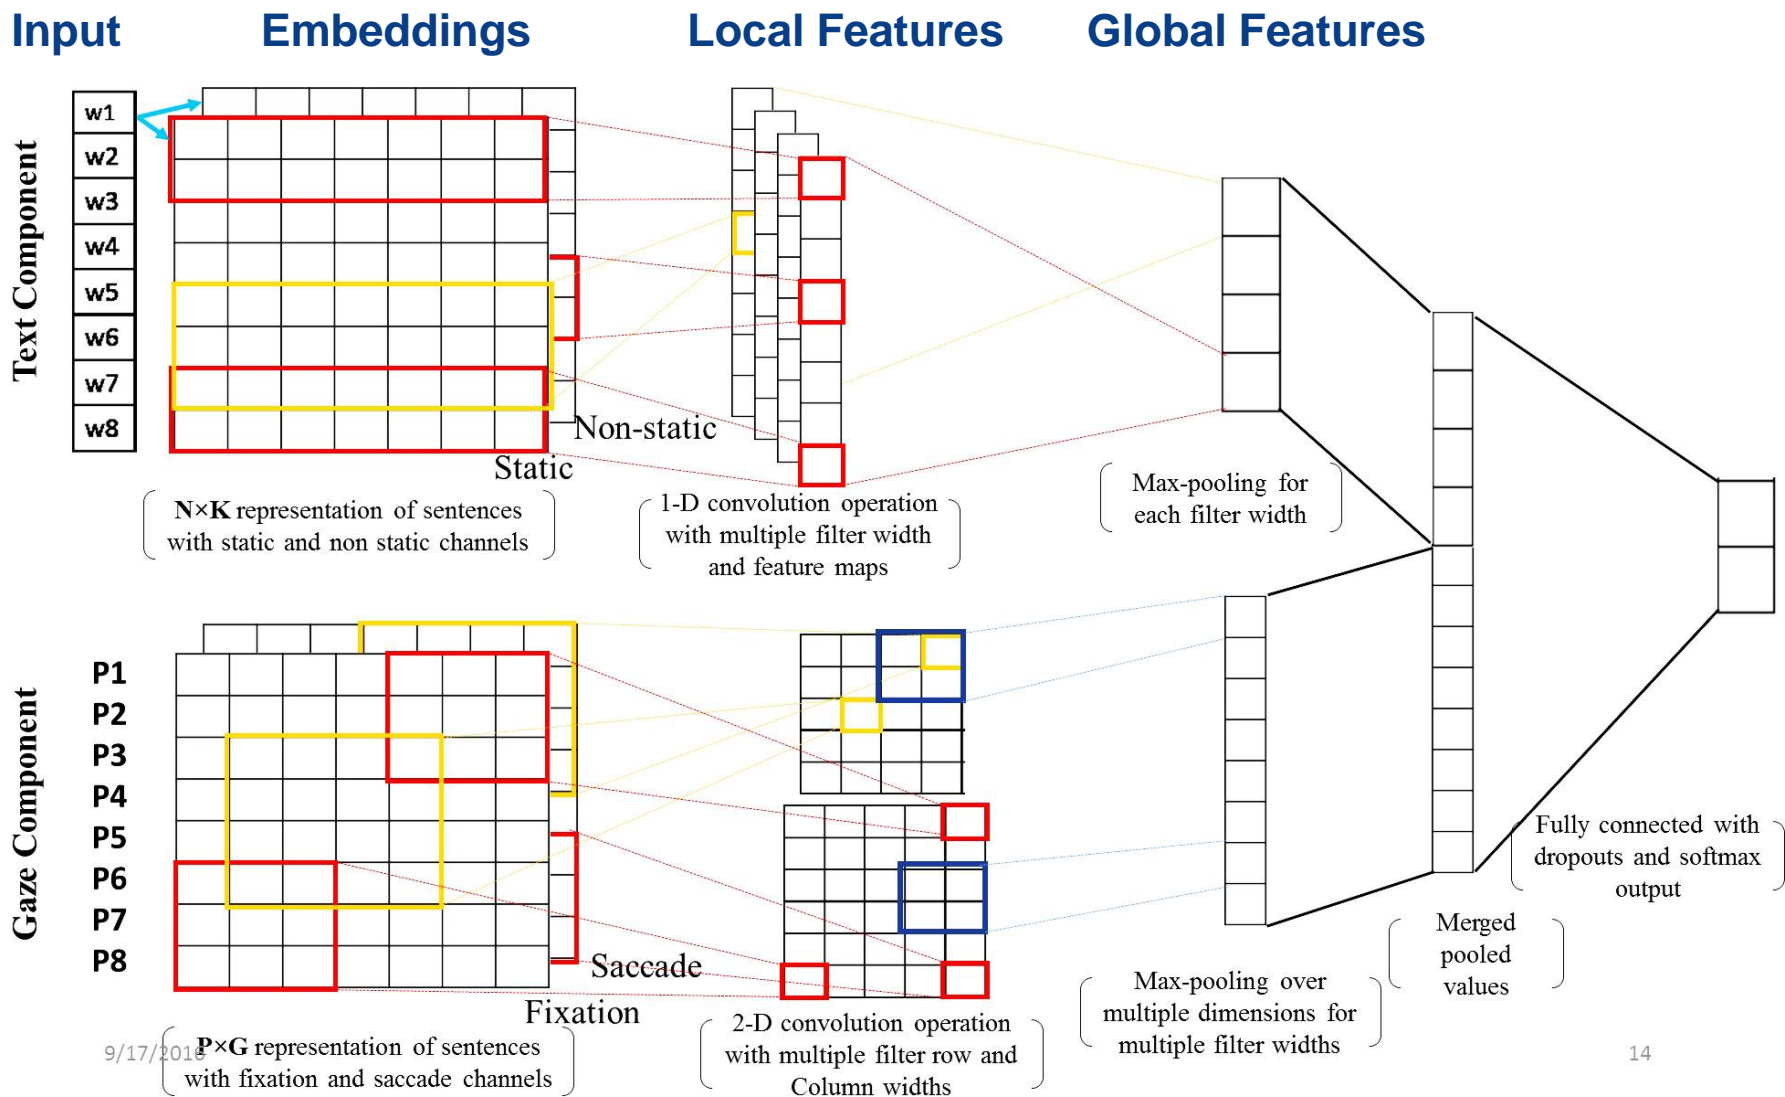 Input
Embeddings
Local Features
Global Features
Text Component
w1
w2
w3
w4
w5
w6
w7
w8
Non-static
Static
N×K representation of sentences
with static and non static channels
1-D convolution operation
with multiple filter width
and feature maps
Max-pooling for
each filter width
Gaze Component
P1
P2
P3
P4
P5
P6
P7
P8
Saccade
Fixation
P×G representation of sentences
with fixation and saccade channels
2-D convolution operation
with multiple filter row and
Column widths
Max-pooling over
multiple dimensions for
multiple filter widths
Merged
pooled
values
Fully connected with
dropouts and softmax
output
14